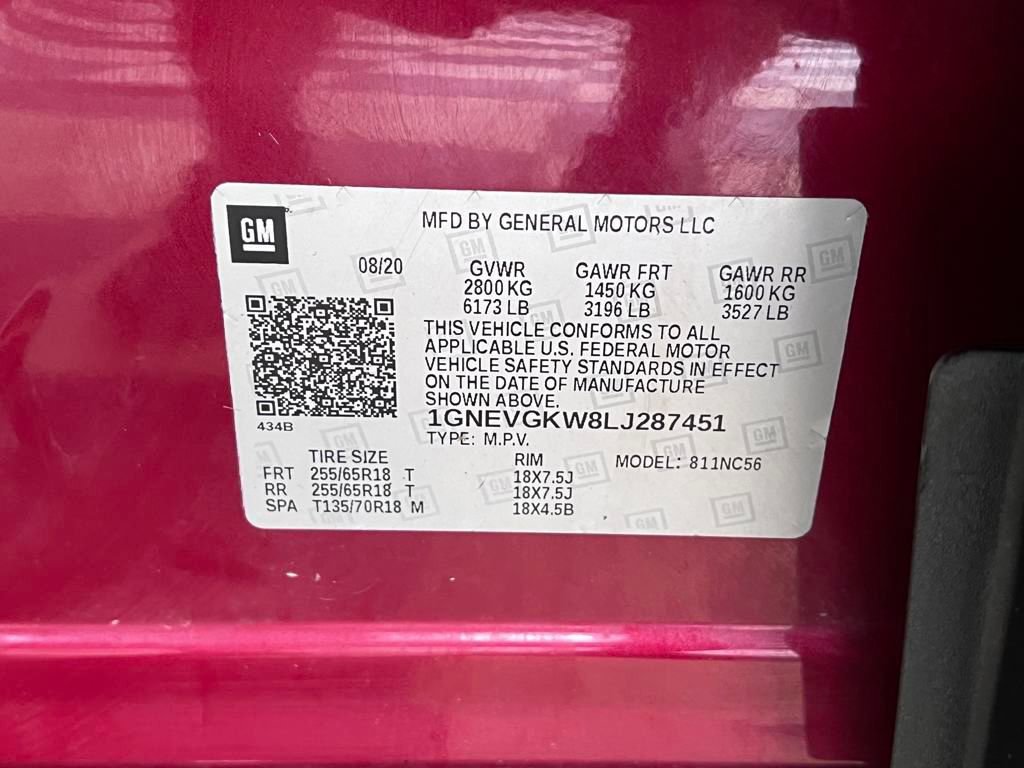 GM
MFD BY GENERAL MOTORS LLC
08/20 GVWR GAWR FRT GAWR RR
2800 KG 1450 KG 1600 KG
6173 LB 3196 LB 3527 LB
THIS VEHICLE CONFORMS TO ALL
APPLICABLE U.S. FEDERAL MOTOR
VEHICLE SAFETY STANDARDS IN EFFECT
ON THE DATE OF MANUFACTURE
SHOWN ABOVE.
434B
1GNEVGKW8LJ287451
TYPE: M.P.V.
TIRE SIZE RIM MODEL: 811NC56
FRT 255/65R18 T 18X7.5J
RR 255/65R18 T 18X7.5J
SPA T135/70R18 M 18X4.5B